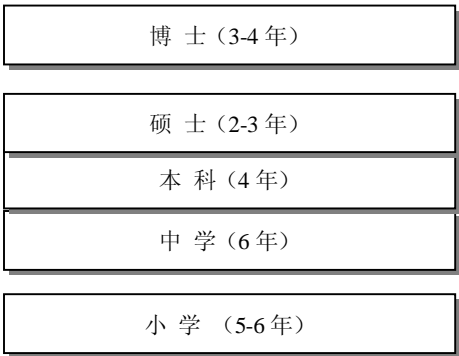 博 士（3-4 年）
硕 士（2-3 年）
本 科（4 年）
中 学（6 年）
小 学 （5-6 年）